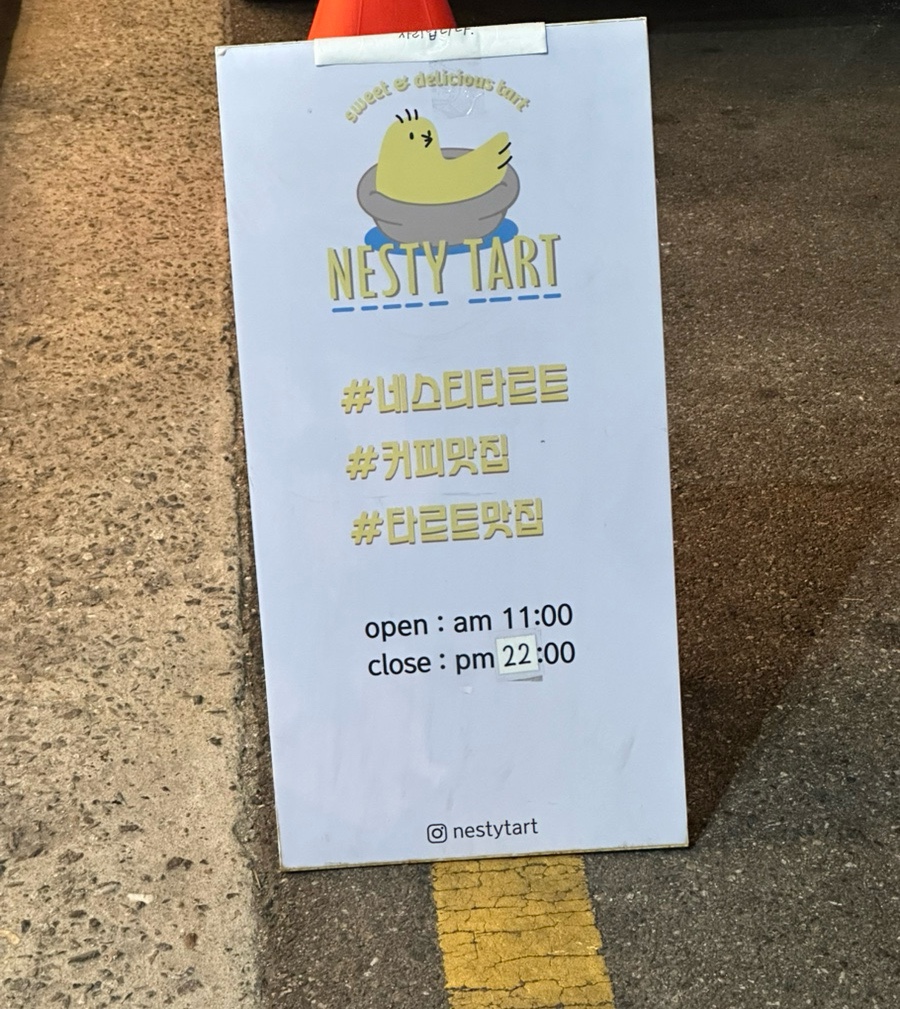 sweet & delicious tart
NESTY TART
#네스티타르트
#커피맛집
#타르트맛집
open : am 11:00
close : pm 22:00
nestytart